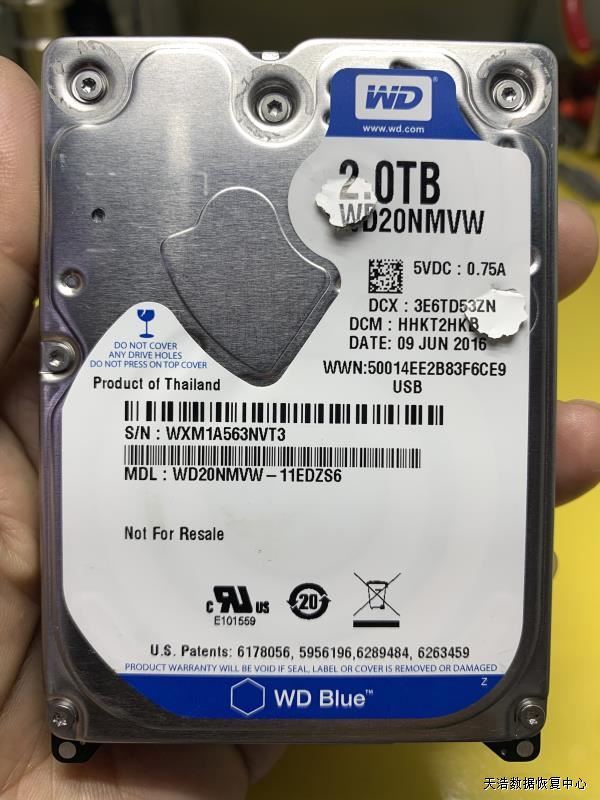 WD
www.wd.com
2.0TB
WD20NMVW
5VDC : 0.75A
DCX : 3E6TD53ZN
DCM : HHKT2HKB
DATE: 09 JUN 2016
WWN:50014EE2B83F6CE9
USB
DO NOT COVER
ANY DRIVE HOLES
DO NOT PRESS ON TOP COVER
Product of Thailand
S/N : WXM1A563NVT3
MDL : WD20NMVW-11EDZS6
Not For Resale
c UR US
E101559
20
U.S. Patents: 6178056, 5956196,6289484, 6263459
PRODUCT WARRANTY WILL BE VOID IF SEAL, LABEL OR COVER IS REMOVED OR DAMAGED
Z
WD Blue™
天浩数据恢复中心